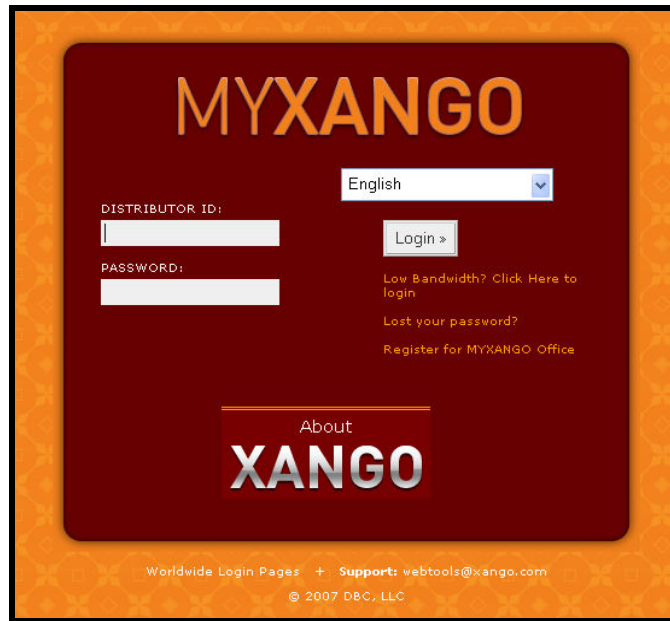 MYXANGO
English
DISTRIBUTOR ID:
Login »
PASSWORD:
Low Bandwidth? Click Here to
login
Lost your password?
Register for MYXANGO Office
About
XANGO
Worldwide Login Pages + Support: webtools@xango.com
© 2007 DBC, LLC